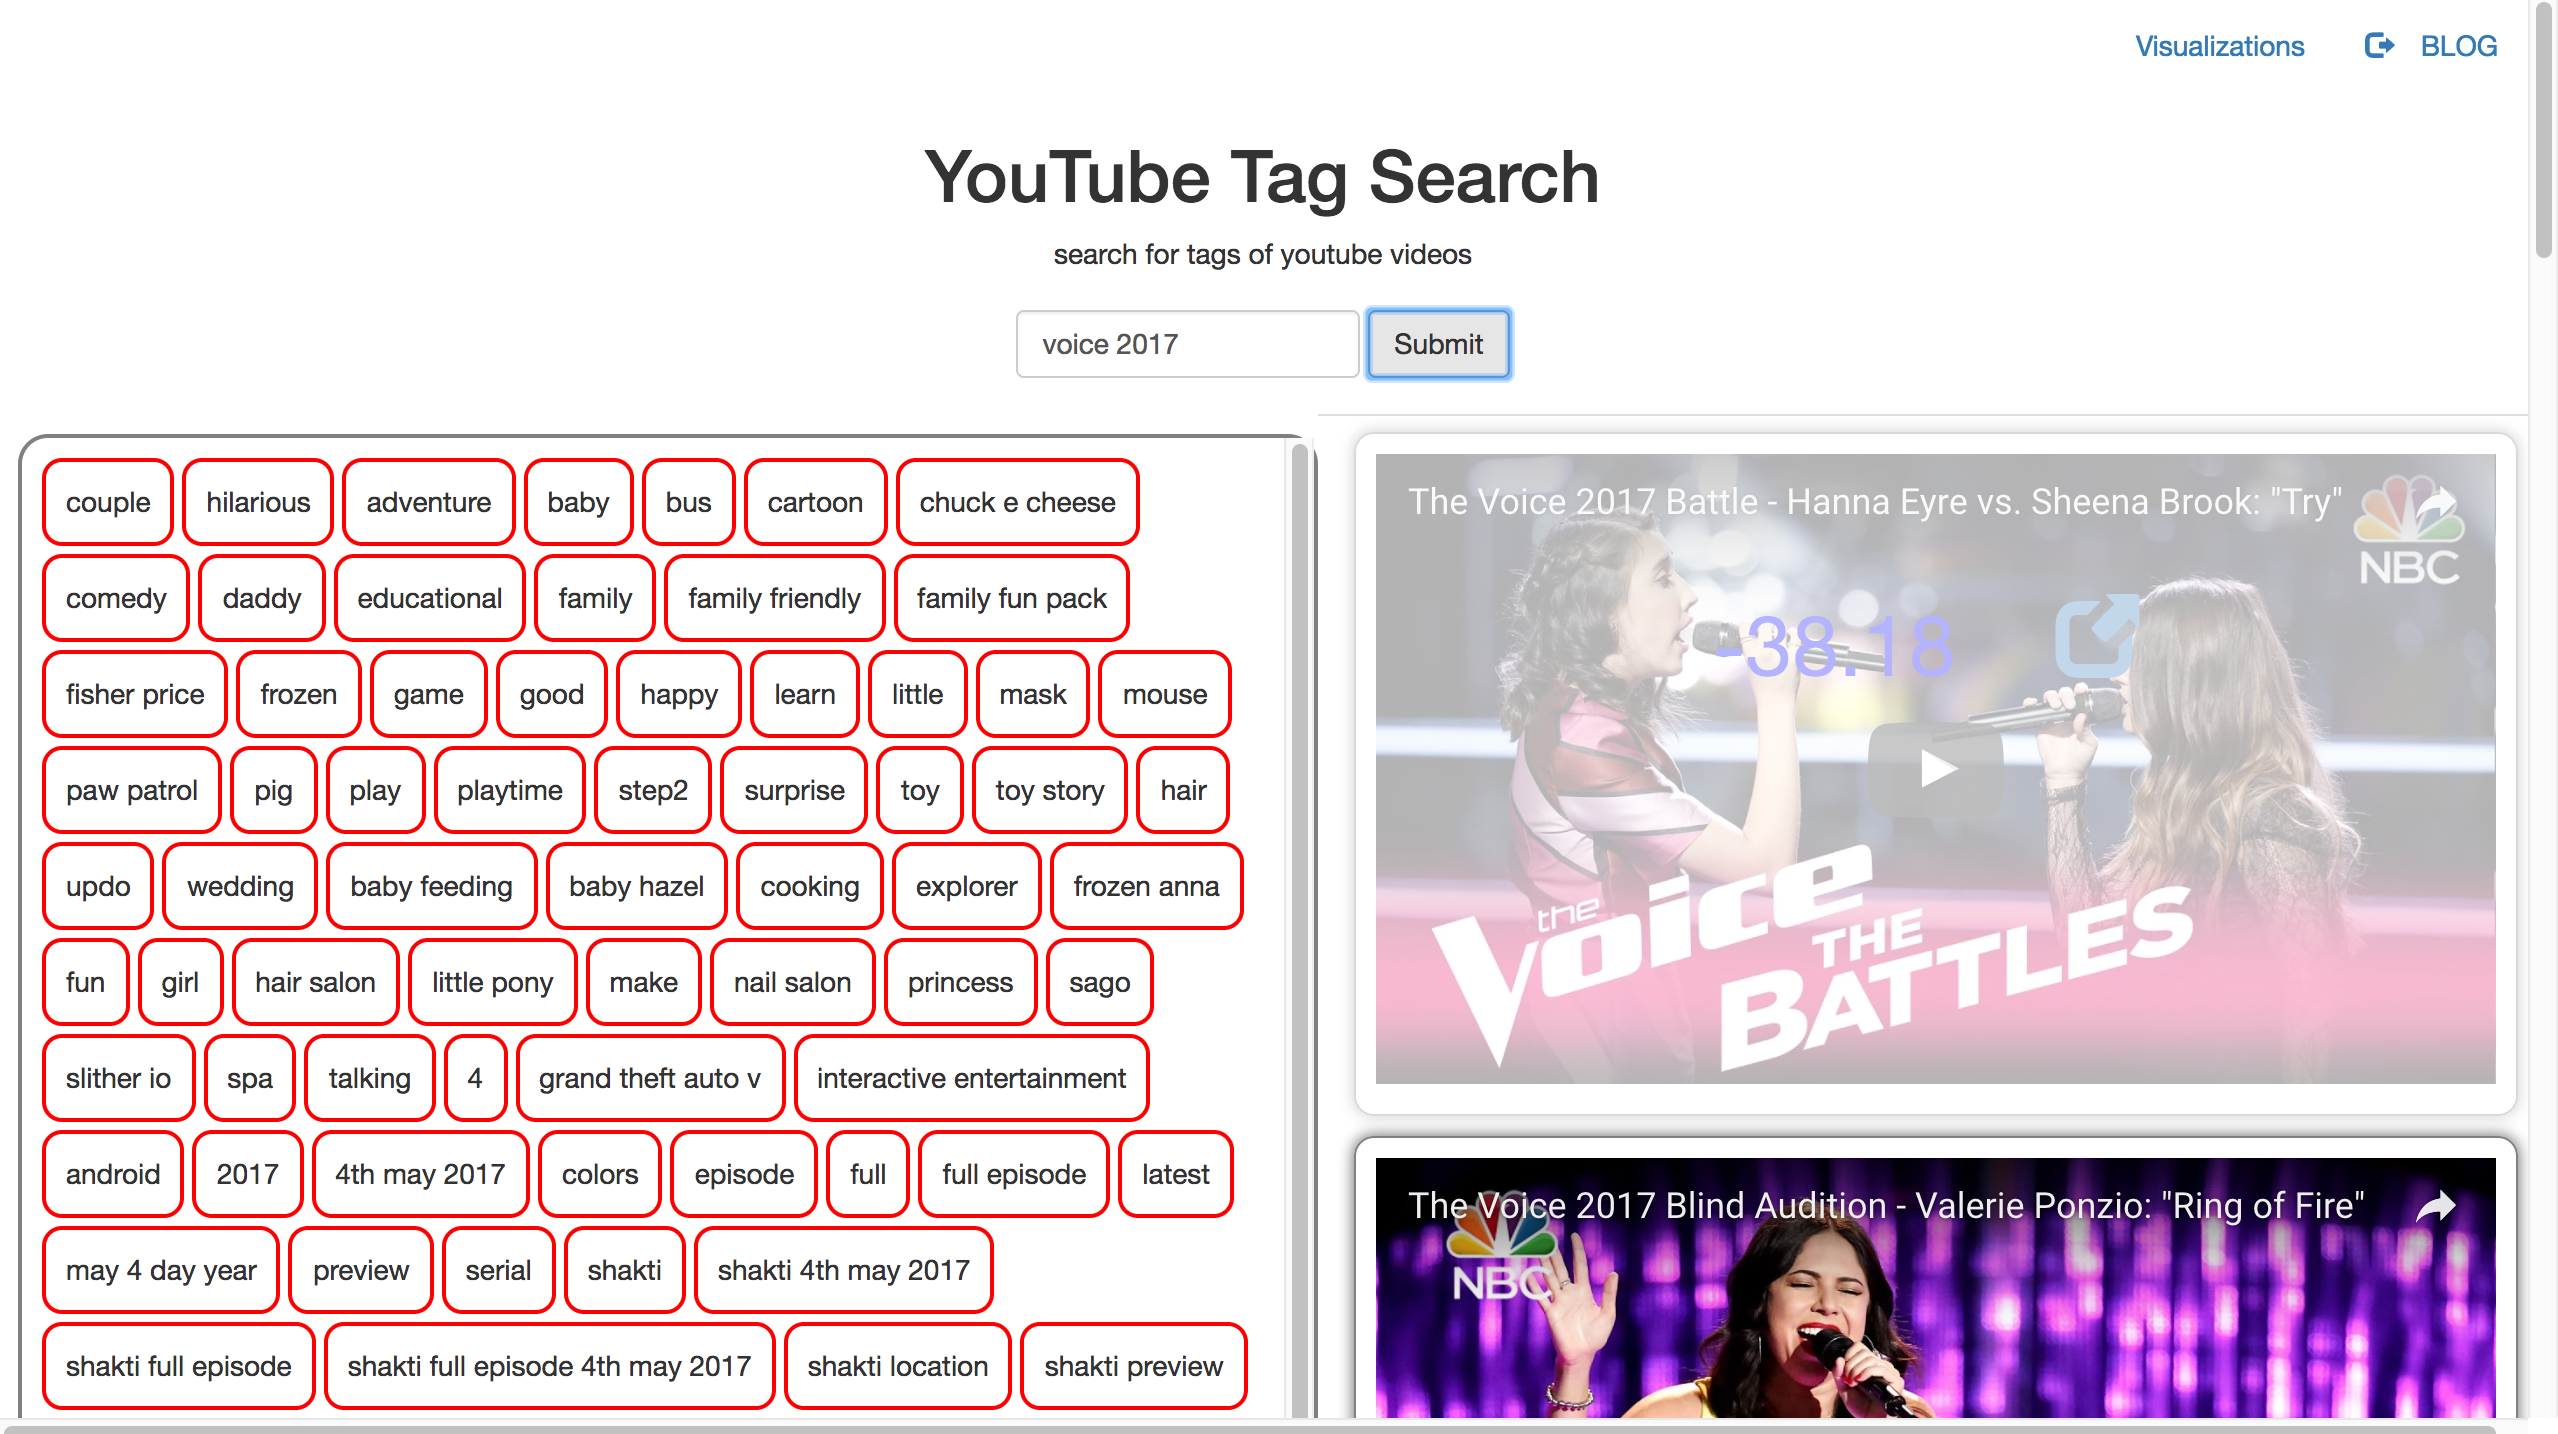 Visualizations BLOG
YouTube Tag Search
search for tags of youtube videos
voice 2017 Submit
couple hilarious adventure baby bus cartoon chuck e cheese
comedy daddy educational family family friendly family fun pack
fisher price frozen game good happy learn little mask mouse
paw patrol pig play playtime step2 surprise toy toy story hair
updo wedding baby feeding baby hazel cooking explorer frozen anna
fun girl hair salon little pony make nail salon princess sago
slither io spa talking 4 grand theft auto v interactive entertainment
android 2017 4th may 2017 colors episode full full episode latest
may 4 day year preview serial shakti shakti 4th may 2017
shakti full episode shakti full episode 4th may 2017 shakti location shakti preview
The Voice 2017 Battle - Hanna Eyre vs. Sheena Brook: "Try"
NBC
-38.18
the Voice
THE
BATTLES
The Voice 2017 Blind Audition - Valerie Ponzio: "Ring of Fire"
NBC